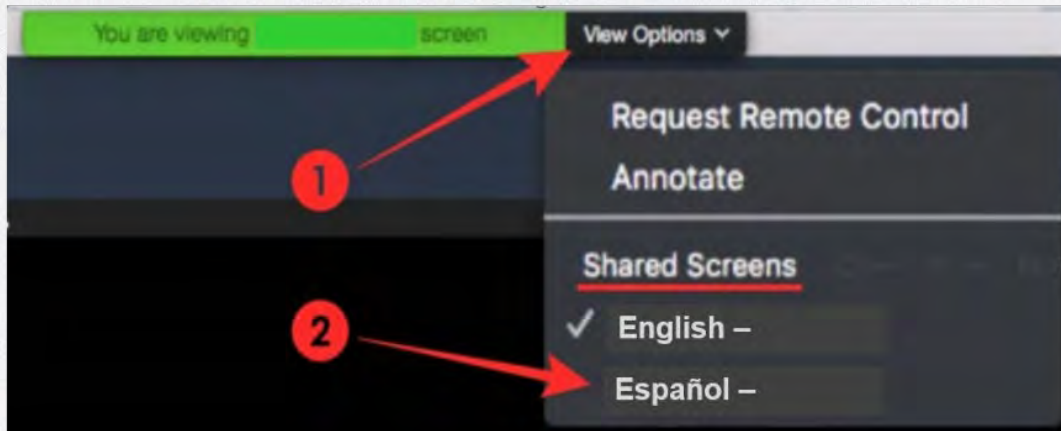 You are viewing screen
View Options
Request Remote Control
Annotate
1
Shared Screens
English –
2
Español –